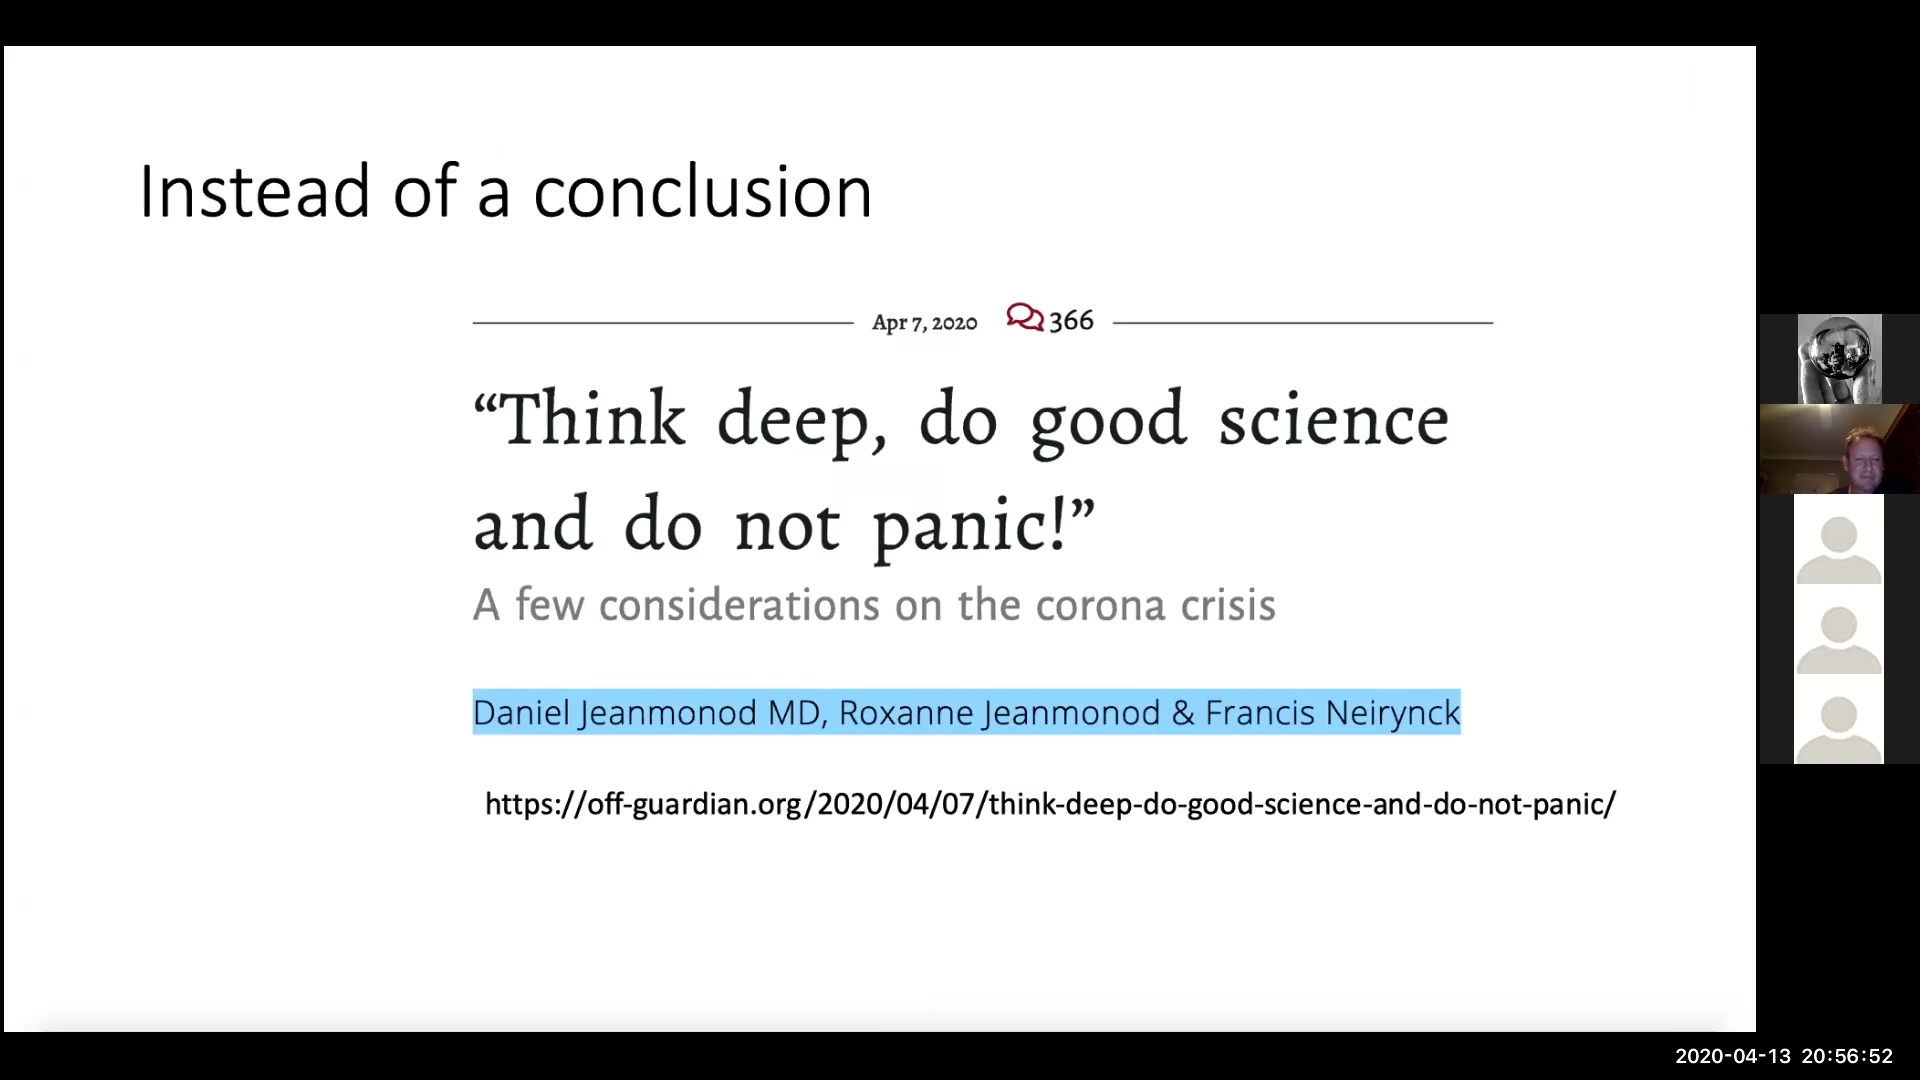 Instead of a conclusion
Apr 7, 2020 366
“Think deep, do good science
and do not panic!”
A few considerations on the corona crisis
Daniel Jeanmonod MD, Roxanne Jeanmonod & Francis Neirynck
https://off-guardian.org/2020/04/07/think-deep-do-good-science-and-do-not-panic/
2020-04-13 20:56:52